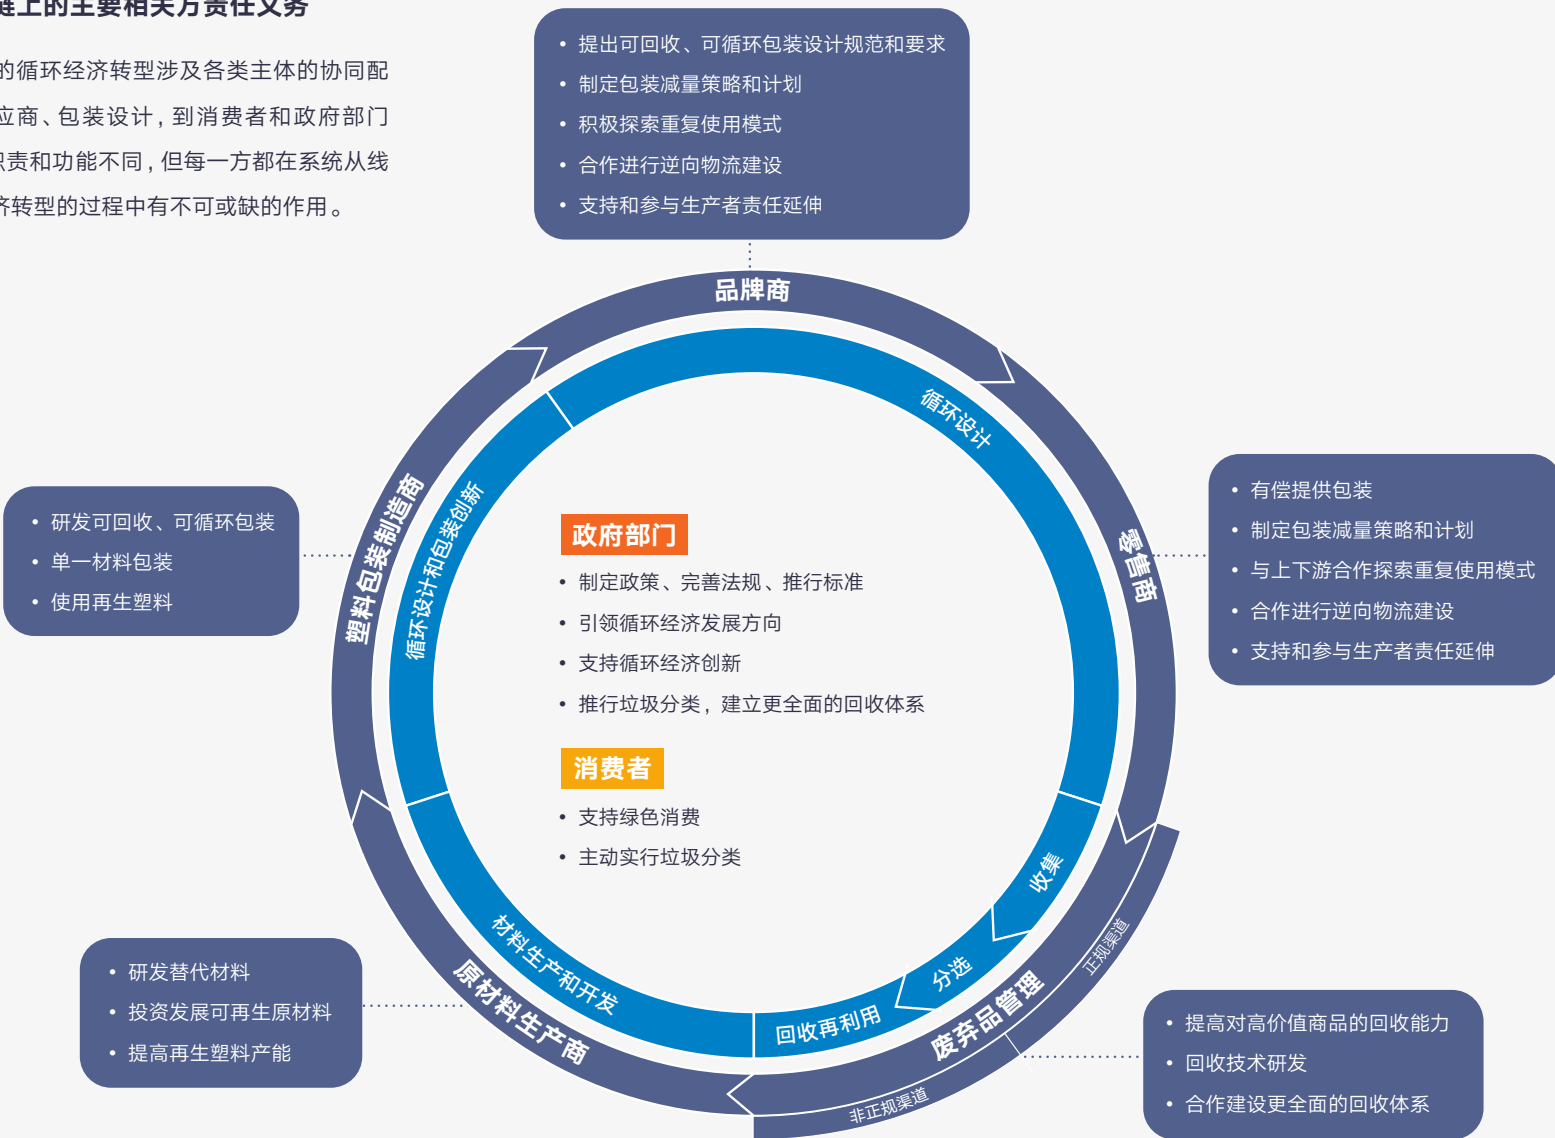 链上的主要相关方责任义务
的循环经济转型涉及各类主体的协同配
应商、包装设计，到消费者和政府部门
职责和功能不同，但每一方都在系统从线
济转型的过程中有不可或缺的作用。
• 提出可回收、可循环包装设计规范和要求
• 制定包装减量策略和计划
• 积极探索重复使用模式
• 合作进行逆向物流建设
• 支持和参与生产者责任延伸
品牌商
循环设计
塑料包装制造商
循环设计和包装创新
• 研发可回收、可循环包装
• 单一材料包装
• 使用再生塑料
政府部门
• 制定政策、完善法规、推行标准
• 引领循环经济发展方向
• 支持循环经济创新
• 推行垃圾分类，建立更全面的回收体系
消费者
• 支持绿色消费
• 主动实行垃圾分类
零售商
• 有偿提供包装
• 制定包装减量策略和计划
• 与上下游合作探索重复使用模式
• 合作进行逆向物流建设
• 支持和参与生产者责任延伸
收集
分选
回收再利用
废弃品管理
正规渠道
非正规渠道
• 提高对高价值商品的回收能力
• 回收技术研发
• 合作建设更全面的回收体系
材料生产和开发
原材料生产商
• 研发替代材料
• 投资发展可再生原材料
• 提高再生塑料产能